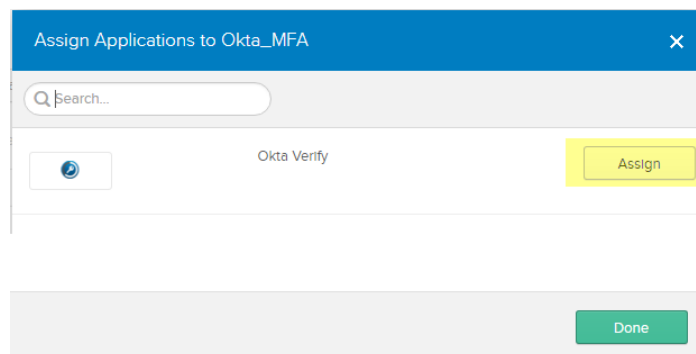 Assign Applications to Okta_MFA
Search...
Okta Verify
Assign
Done